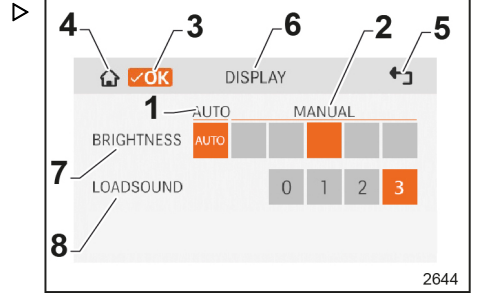 4 3 6 2 5
✓OK DISPLAY
1 AUTO MANUAL
BRIGHTNESS AUTO
7
LOADSOUND 0 1 2 3
8
2644